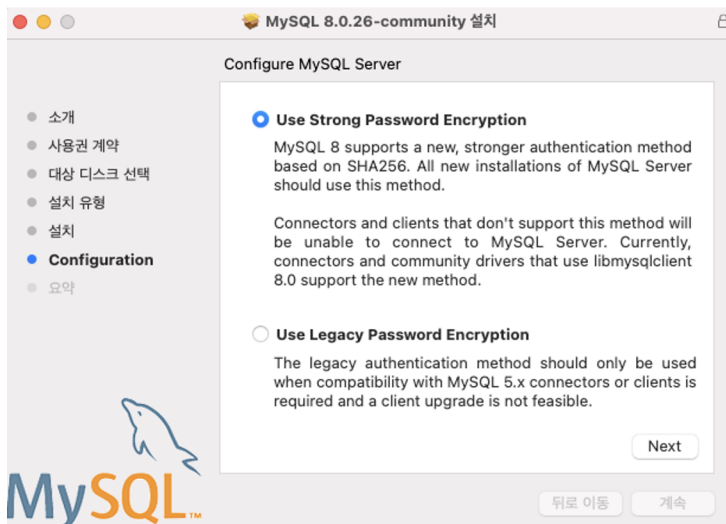 MySQL 8.0.26-community 설치
Configure MySQL Server
소개
사용권 계약
대상 디스크 선택
설치 유형
설치
Configuration
요약
Use Strong Password Encryption
MySQL 8 supports a new, stronger authentication method
based on SHA256. All new installations of MySQL Server
should use this method.
Connectors and clients that don't support this method will
be unable to connect to MySQL Server. Currently,
connectors and community drivers that use libmysqlclient
8.0 support the new method.
Use Legacy Password Encryption
The legacy authentication method should only be used
when compatibility with MySQL 5.x connectors or clients is
required and a client upgrade is not feasible.
Next
MySQL™
뒤로 이동
계속